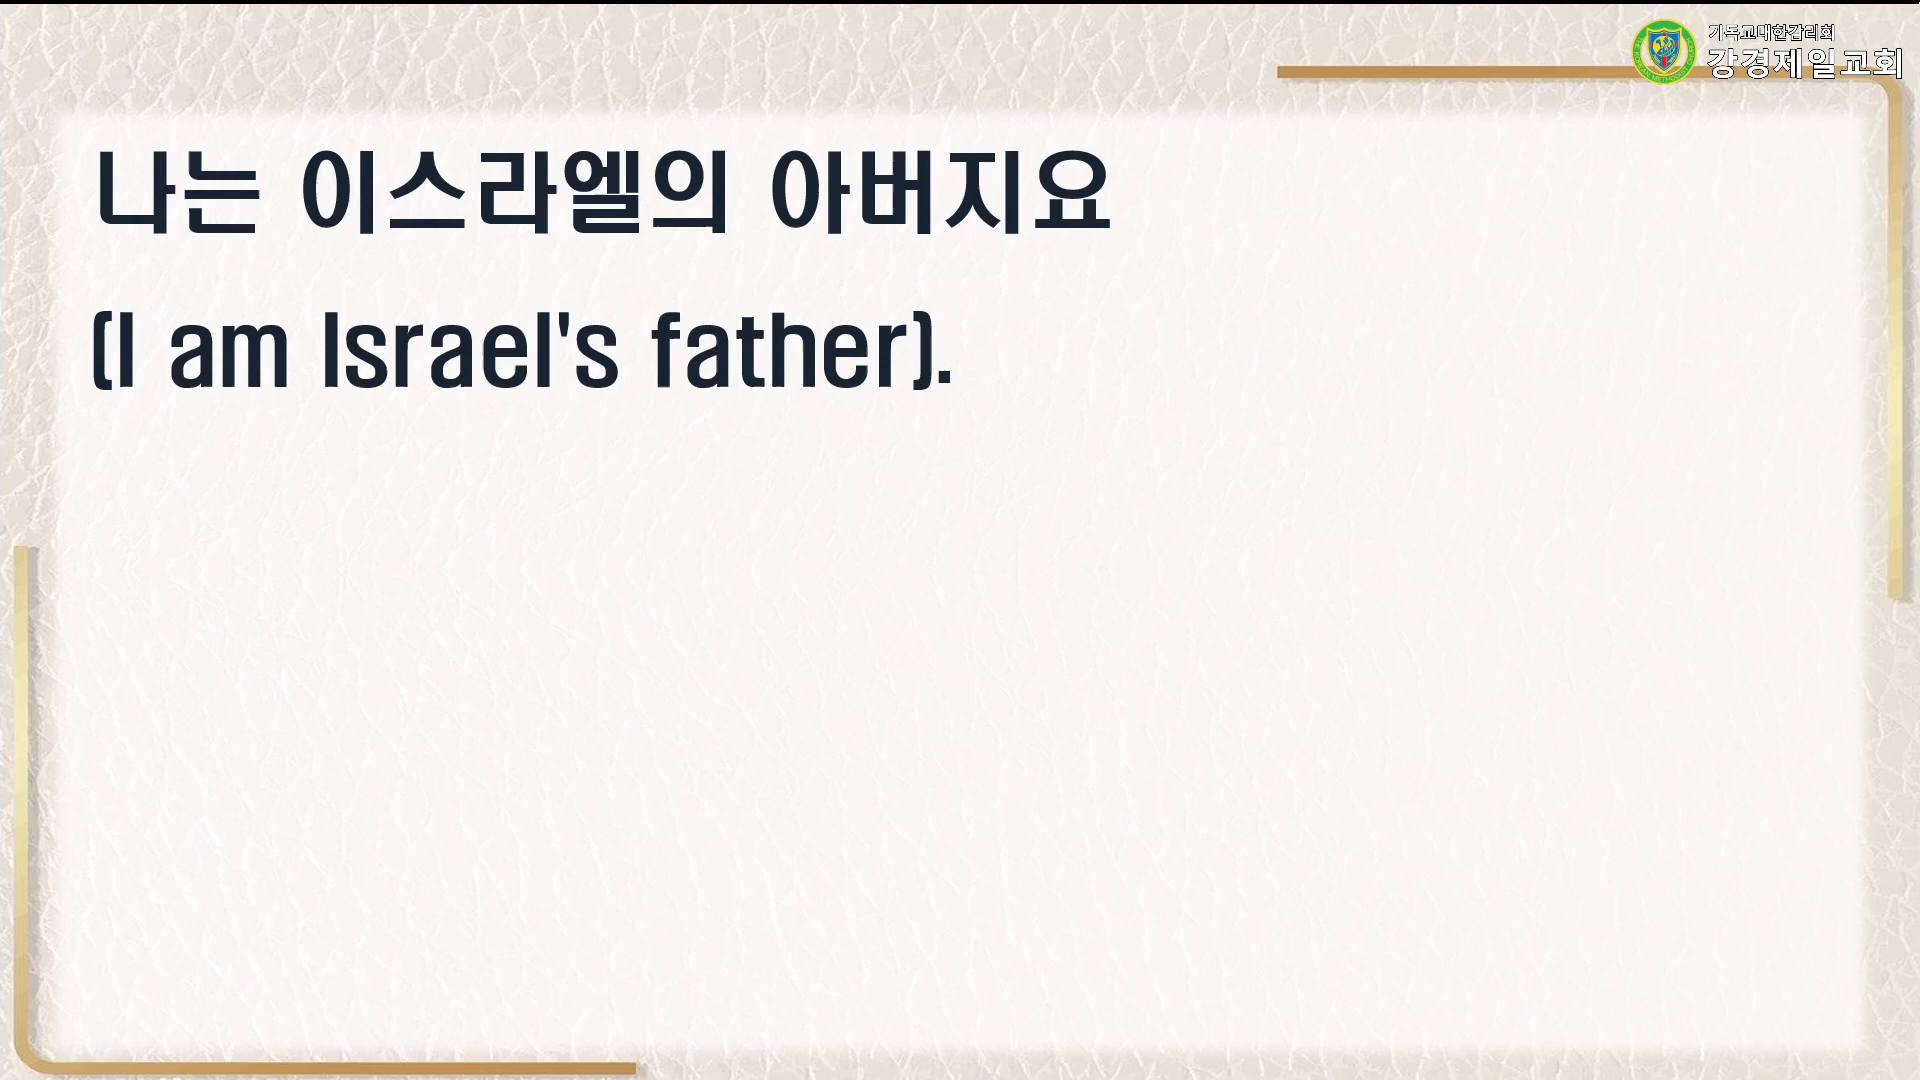 기독교대한감리회
강경제일교회
나는 이스라엘의 아버지요
(I am Israel's father).